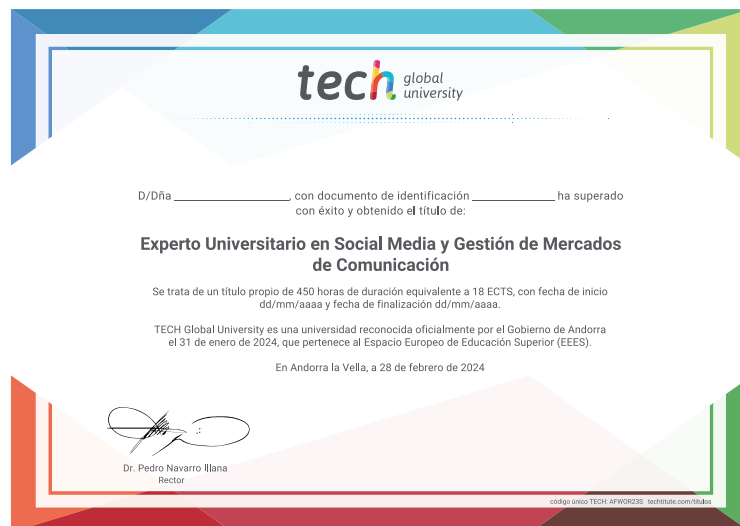 tech global university
D/Dña ____________________, con documento de identificación ______________ ha superado
con éxito y obtenido el título de:
Experto Universitario en Social Media y Gestión de Mercados
de Comunicación
Se trata de un título propio de 450 horas de duración equivalente a 18 ECTS, con fecha de inicio
dd/mm/aaaa y fecha de finalización dd/mm/aaaa.
TECH Global University es una universidad reconocida oficialmente por el Gobierno de Andorra
el 31 de enero de 2024, que pertenece al Espacio Europeo de Educación Superior (EEES).
En Andorra la Vella, a 28 de febrero de 2024
Dr. Pedro Navarro Illana
Rector
código único TECH: AFWOR23S techtitute.com/titulos